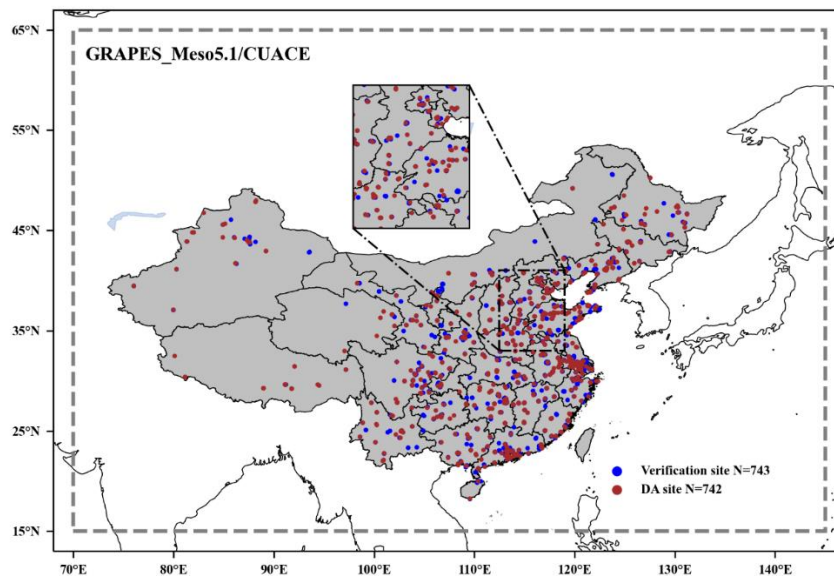 65°N
GRAPES_Meso5.1/CUACE
55°N
45°N
35°N
25°N
Verification site N=743
DA site N=742
15°N
70°E 80°E 90°E 100°E 110°E 120°E 130°E 140°E